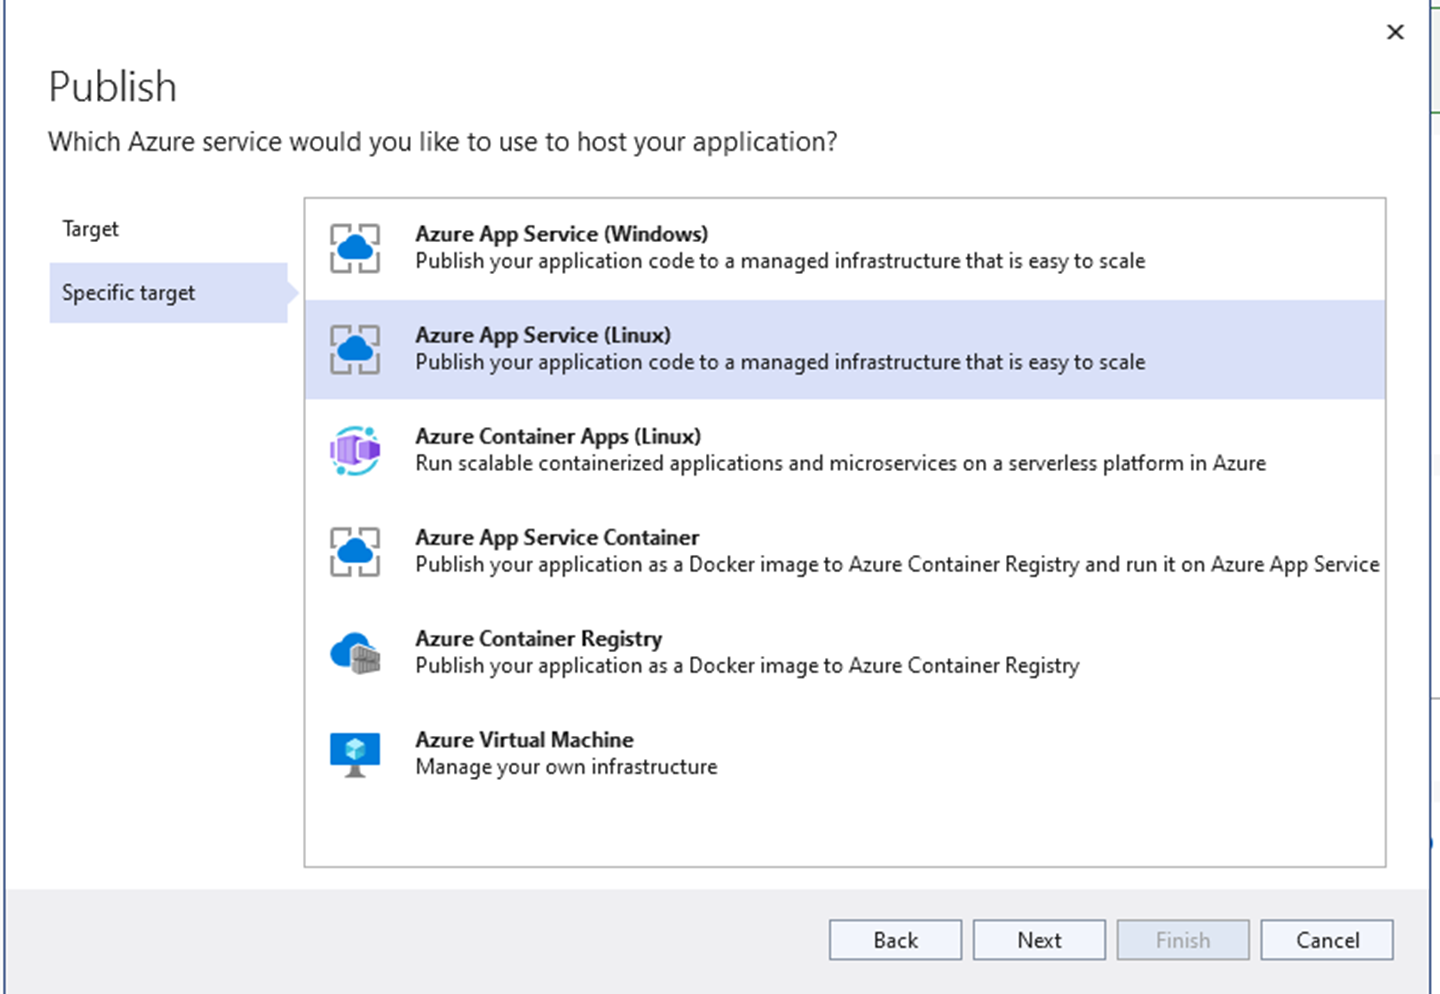 Publish
Which Azure service would you like to use to host your application?
Target
Specific target
Azure App Service (Windows)
Publish your application code to a managed infrastructure that is easy to scale
Azure App Service (Linux)
Publish your application code to a managed infrastructure that is easy to scale
Azure Container Apps (Linux)
Run scalable containerized applications and microservices on a serverless platform in Azure
Azure App Service Container
Publish your application as a Docker image to Azure Container Registry and run it on Azure App Service
Azure Container Registry
Publish your application as a Docker image to Azure Container Registry
Azure Virtual Machine
Manage your own infrastructure
Back
Next
Finish
Cancel